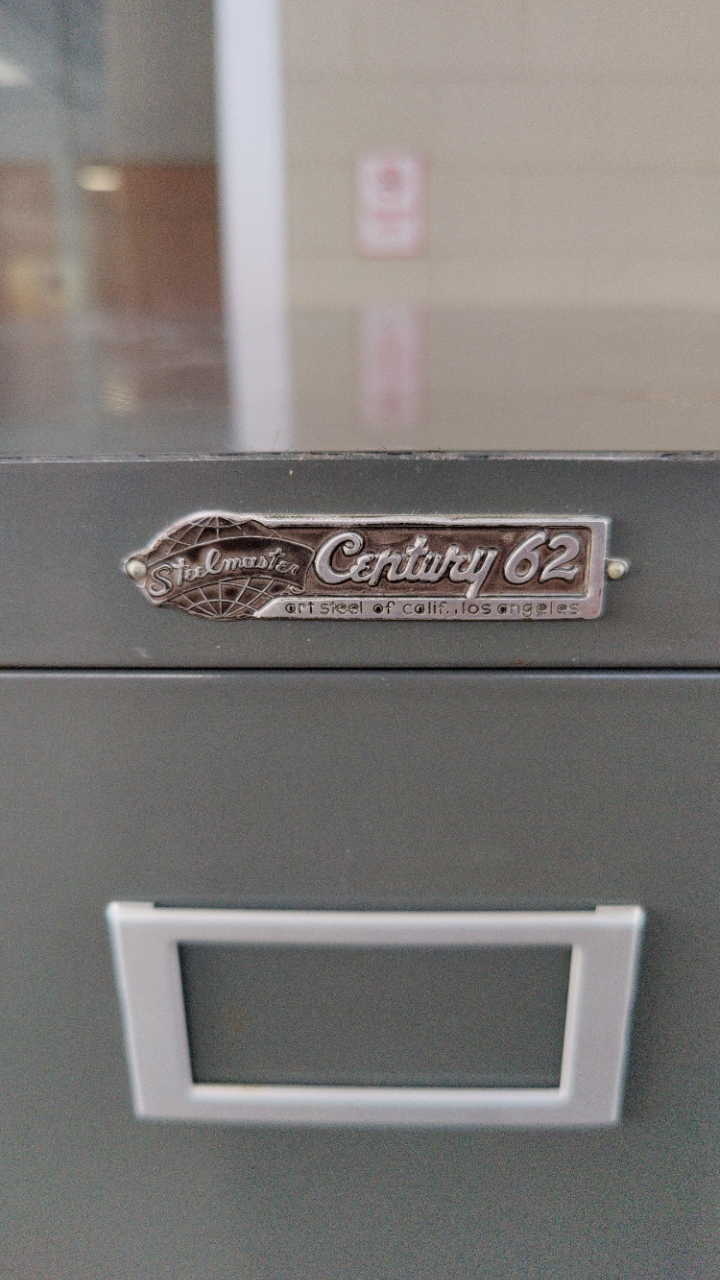 Steelmaster
Century 62
art steel of calif., los angeles